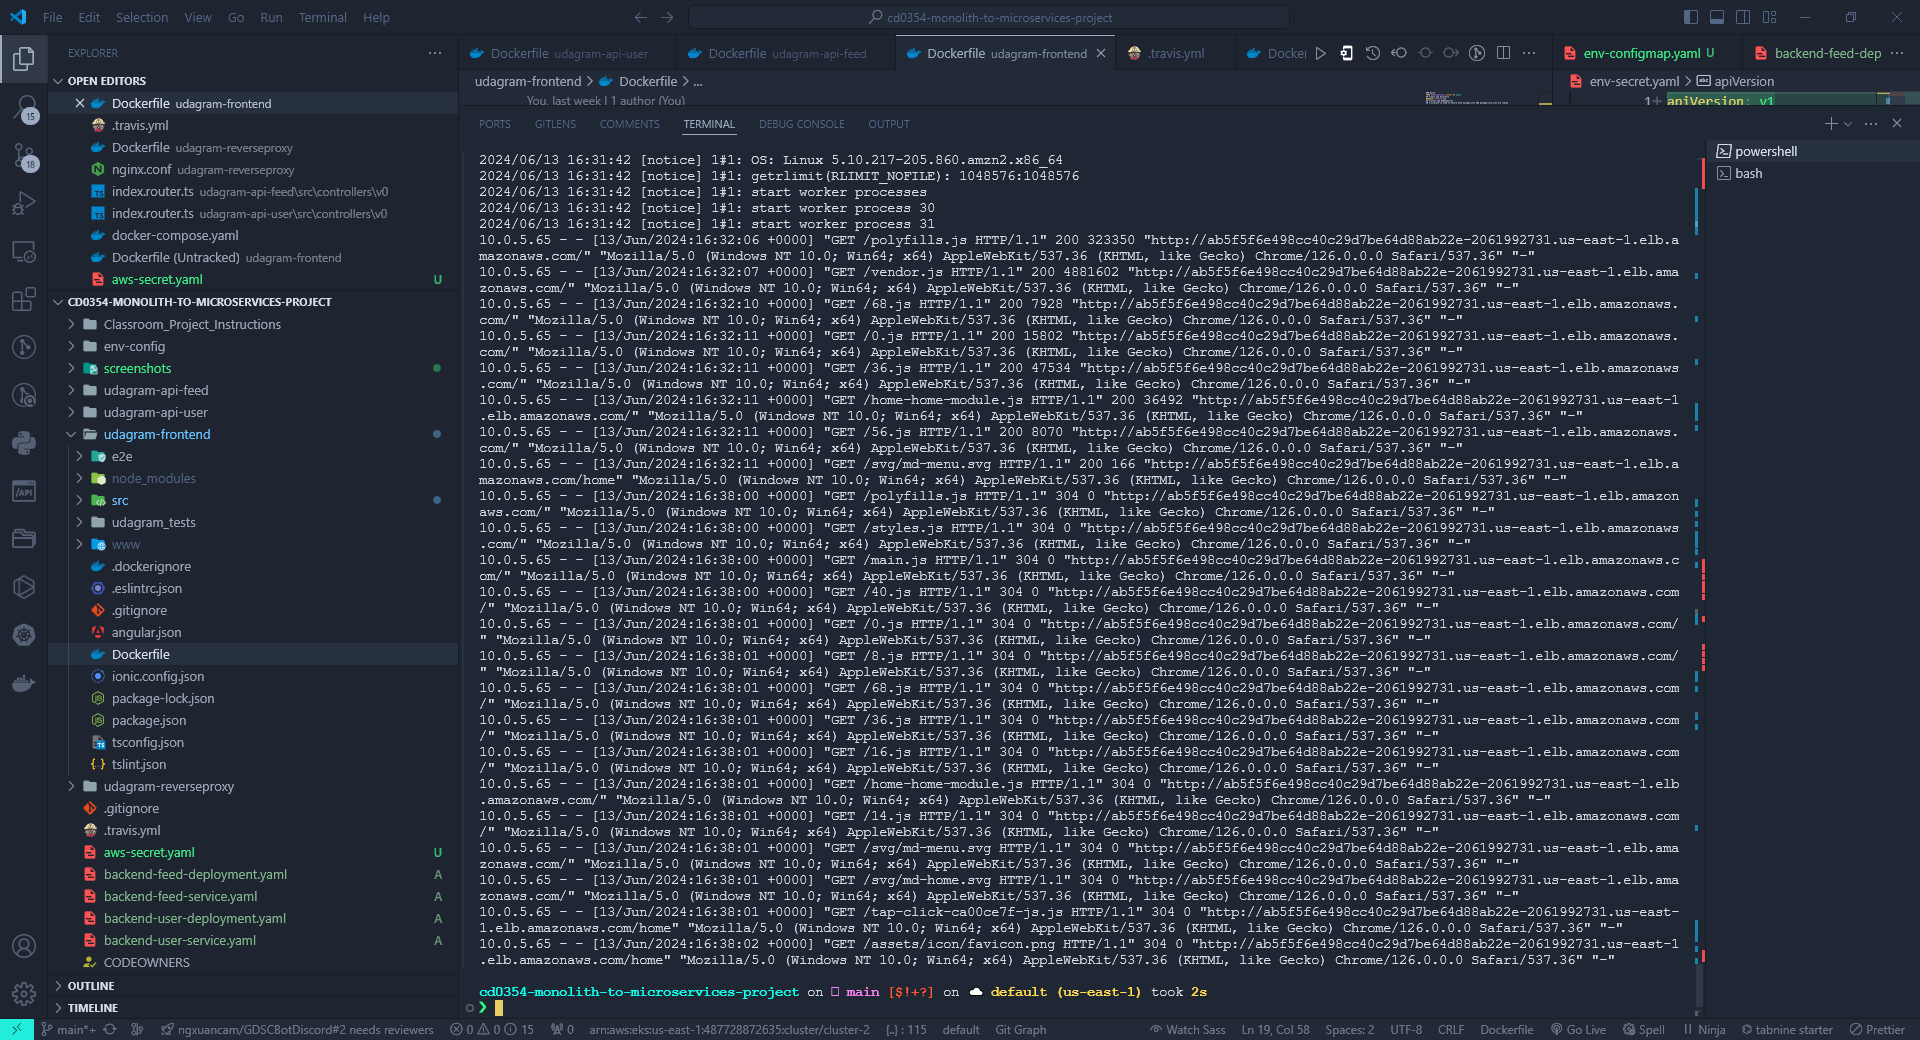 File Edit Selection View Go Run Terminal Help
cd0354-monolith-to-microservices-project
EXPLORER
OPEN EDITORS
Dockerfile udagram-frontend
.travis.yml
Dockerfile udagram-reverseproxy
nginx.conf udagram-reverseproxy
index.router.ts udagram-api-feed\src\controllers\v0
index.router.ts udagram-api-user\src\controllers\v0
docker-compose.yaml
Dockerfile (Untracked) udagram-frontend
aws-secret.yaml U
CD0354-MONOLITH-TO-MICROSERVICES-PROJECT
Classroom_Project_Instructions
env-config
screenshots
udagram-api-feed
udagram-api-user
udagram-frontend
e2e
node_modules
src
udagram_tests
www
.dockerignore
.eslintrc.json
.gitignore
angular.json
Dockerfile
ionic.config.json
package-lock.json
package.json
tsconfig.json
tslint.json
udagram-reverseproxy
.gitignore
.travis.yml
aws-secret.yaml U
backend-feed-deployment.yaml A
backend-feed-service.yaml A
backend-user-deployment.yaml A
backend-user-service.yaml A
CODEOWNERS
OUTLINE
TIMELINE
15
18
/API
Dockerfile udagram-api-user
Dockerfile udagram-api-feed
Dockerfile udagram-frontend
.travis.yml
Docker
env-configmap.yaml U
backend-feed-dep
udagram-frontend > Dockerfile > ...
env-secret.yaml > apiVersion
You, last week | 1 author (You)
1 apiVersion: v1
PORTS GITLENS COMMENTS TERMINAL DEBUG CONSOLE OUTPUT
powershell
bash
2024/06/13 16:31:42 [notice] 1#1: OS: Linux 5.10.217-205.860.amzn2.x86_64
2024/06/13 16:31:42 [notice] 1#1: getrlimit(RLIMIT_NOFILE): 1048576:1048576
2024/06/13 16:31:42 [notice] 1#1: start worker processes
2024/06/13 16:31:42 [notice] 1#1: start worker process 30
2024/06/13 16:31:42 [notice] 1#1: start worker process 31
10.0.5.65 - - [13/Jun/2024:16:32:06 +0000] "GET /polyfills.js HTTP/1.1" 200 323350 "http://ab5f5f6e498cc40c29d7be64d88ab22e-2061992731.us-east-1.elb.a
mazonaws.com/" "Mozilla/5.0 (Windows NT 10.0; Win64; x64) AppleWebKit/537.36 (KHTML, like Gecko) Chrome/126.0.0.0 Safari/537.36" "-"
10.0.5.65 - - [13/Jun/2024:16:32:07 +0000] "GET /vendor.js HTTP/1.1" 200 4881602 "http://ab5f5f6e498cc40c29d7be64d88ab22e-2061992731.us-east-1.elb.ama
zonaws.com/" "Mozilla/5.0 (Windows NT 10.0; Win64; x64) AppleWebKit/537.36 (KHTML, like Gecko) Chrome/126.0.0.0 Safari/537.36" "-"
10.0.5.65 - - [13/Jun/2024:16:32:10 +0000] "GET /68.js HTTP/1.1" 200 7928 "http://ab5f5f6e498cc40c29d7be64d88ab22e-2061992731.us-east-1.elb.amazonaws.
com/" "Mozilla/5.0 (Windows NT 10.0; Win64; x64) AppleWebKit/537.36 (KHTML, like Gecko) Chrome/126.0.0.0 Safari/537.36" "-"
10.0.5.65 - - [13/Jun/2024:16:32:11 +0000] "GET /0.js HTTP/1.1" 200 15802 "http://ab5f5f6e498cc40c29d7be64d88ab22e-2061992731.us-east-1.elb.amazonaws.
com/" "Mozilla/5.0 (Windows NT 10.0; Win64; x64) AppleWebKit/537.36 (KHTML, like Gecko) Chrome/126.0.0.0 Safari/537.36" "-"
10.0.5.65 - - [13/Jun/2024:16:32:11 +0000] "GET /36.js HTTP/1.1" 200 47534 "http://ab5f5f6e498cc40c29d7be64d88ab22e-2061992731.us-east-1.elb.amazonaws
.com/" "Mozilla/5.0 (Windows NT 10.0; Win64; x64) AppleWebKit/537.36 (KHTML, like Gecko) Chrome/126.0.0.0 Safari/537.36" "-"
10.0.5.65 - - [13/Jun/2024:16:32:11 +0000] "GET /home-home-module.js HTTP/1.1" 200 36492 "http://ab5f5f6e498cc40c29d7be64d88ab22e-2061992731.us-east-1
.elb.amazonaws.com/" "Mozilla/5.0 (Windows NT 10.0; Win64; x64) AppleWebKit/537.36 (KHTML, like Gecko) Chrome/126.0.0.0 Safari/537.36" "-"
10.0.5.65 - - [13/Jun/2024:16:32:11 +0000] "GET /56.js HTTP/1.1" 200 8070 "http://ab5f5f6e498cc40c29d7be64d88ab22e-2061992731.us-east-1.elb.amazonaws.
com/" "Mozilla/5.0 (Windows NT 10.0; Win64; x64) AppleWebKit/537.36 (KHTML, like Gecko) Chrome/126.0.0.0 Safari/537.36" "-"
10.0.5.65 - - [13/Jun/2024:16:32:11 +0000] "GET /svg/md-menu.svg HTTP/1.1" 200 166 "http://ab5f5f6e498cc40c29d7be64d88ab22e-2061992731.us-east-1.elb.a
mazonaws.com/home" "Mozilla/5.0 (Windows NT 10.0; Win64; x64) AppleWebKit/537.36 (KHTML, like Gecko) Chrome/126.0.0.0 Safari/537.36" "-"
10.0.5.65 - - [13/Jun/2024:16:38:00 +0000] "GET /polyfills.js HTTP/1.1" 304 0 "http://ab5f5f6e498cc40c29d7be64d88ab22e-2061992731.us-east-1.elb.amazon
aws.com/" "Mozilla/5.0 (Windows NT 10.0; Win64; x64) AppleWebKit/537.36 (KHTML, like Gecko) Chrome/126.0.0.0 Safari/537.36" "-"
10.0.5.65 - - [13/Jun/2024:16:38:00 +0000] "GET /styles.js HTTP/1.1" 304 0 "http://ab5f5f6e498cc40c29d7be64d88ab22e-2061992731.us-east-1.elb.amazonaws
.com/" "Mozilla/5.0 (Windows NT 10.0; Win64; x64) AppleWebKit/537.36 (KHTML, like Gecko) Chrome/126.0.0.0 Safari/537.36" "-"
10.0.5.65 - - [13/Jun/2024:16:38:00 +0000] "GET /main.js HTTP/1.1" 304 0 "http://ab5f5f6e498cc40c29d7be64d88ab22e-2061992731.us-east-1.elb.amazonaws.c
om/" "Mozilla/5.0 (Windows NT 10.0; Win64; x64) AppleWebKit/537.36 (KHTML, like Gecko) Chrome/126.0.0.0 Safari/537.36" "-"
10.0.5.65 - - [13/Jun/2024:16:38:00 +0000] "GET /40.js HTTP/1.1" 304 0 "http://ab5f5f6e498cc40c29d7be64d88ab22e-2061992731.us-east-1.elb.amazonaws.com
/" "Mozilla/5.0 (Windows NT 10.0; Win64; x64) AppleWebKit/537.36 (KHTML, like Gecko) Chrome/126.0.0.0 Safari/537.36" "-"
10.0.5.65 - - [13/Jun/2024:16:38:01 +0000] "GET /0.js HTTP/1.1" 304 0 "http://ab5f5f6e498cc40c29d7be64d88ab22e-2061992731.us-east-1.elb.amazonaws.com/
" "Mozilla/5.0 (Windows NT 10.0; Win64; x64) AppleWebKit/537.36 (KHTML, like Gecko) Chrome/126.0.0.0 Safari/537.36" "-"
10.0.5.65 - - [13/Jun/2024:16:38:01 +0000] "GET /8.js HTTP/1.1" 304 0 "http://ab5f5f6e498cc40c29d7be64d88ab22e-2061992731.us-east-1.elb.amazonaws.com/
" "Mozilla/5.0 (Windows NT 10.0; Win64; x64) AppleWebKit/537.36 (KHTML, like Gecko) Chrome/126.0.0.0 Safari/537.36" "-"
10.0.5.65 - - [13/Jun/2024:16:38:01 +0000] "GET /68.js HTTP/1.1" 304 0 "http://ab5f5f6e498cc40c29d7be64d88ab22e-2061992731.us-east-1.elb.amazonaws.com
/" "Mozilla/5.0 (Windows NT 10.0; Win64; x64) AppleWebKit/537.36 (KHTML, like Gecko) Chrome/126.0.0.0 Safari/537.36" "-"
10.0.5.65 - - [13/Jun/2024:16:38:01 +0000] "GET /36.js HTTP/1.1" 304 0 "http://ab5f5f6e498cc40c29d7be64d88ab22e-2061992731.us-east-1.elb.amazonaws.com
/" "Mozilla/5.0 (Windows NT 10.0; Win64; x64) AppleWebKit/537.36 (KHTML, like Gecko) Chrome/126.0.0.0 Safari/537.36" "-"
10.0.5.65 - - [13/Jun/2024:16:38:01 +0000] "GET /16.js HTTP/1.1" 304 0 "http://ab5f5f6e498cc40c29d7be64d88ab22e-2061992731.us-east-1.elb.amazonaws.com
/" "Mozilla/5.0 (Windows NT 10.0; Win64; x64) AppleWebKit/537.36 (KHTML, like Gecko) Chrome/126.0.0.0 Safari/537.36" "-"
10.0.5.65 - - [13/Jun/2024:16:38:01 +0000] "GET /home-home-module.js HTTP/1.1" 304 0 "http://ab5f5f6e498cc40c29d7be64d88ab22e-2061992731.us-east-1.elb
.amazonaws.com/" "Mozilla/5.0 (Windows NT 10.0; Win64; x64) AppleWebKit/537.36 (KHTML, like Gecko) Chrome/126.0.0.0 Safari/537.36" "-"
10.0.5.65 - - [13/Jun/2024:16:38:01 +0000] "GET /14.js HTTP/1.1" 304 0 "http://ab5f5f6e498cc40c29d7be64d88ab22e-2061992731.us-east-1.elb.amazonaws.com
/" "Mozilla/5.0 (Windows NT 10.0; Win64; x64) AppleWebKit/537.36 (KHTML, like Gecko) Chrome/126.0.0.0 Safari/537.36" "-"
10.0.5.65 - - [13/Jun/2024:16:38:01 +0000] "GET /svg/md-menu.svg HTTP/1.1" 304 0 "http://ab5f5f6e498cc40c29d7be64d88ab22e-2061992731.us-east-1.elb.ama
zonaws.com/" "Mozilla/5.0 (Windows NT 10.0; Win64; x64) AppleWebKit/537.36 (KHTML, like Gecko) Chrome/126.0.0.0 Safari/537.36" "-"
10.0.5.65 - - [13/Jun/2024:16:38:01 +0000] "GET /svg/md-home.svg HTTP/1.1" 304 0 "http://ab5f5f6e498cc40c29d7be64d88ab22e-2061992731.us-east-1.elb.ama
zonaws.com/" "Mozilla/5.0 (Windows NT 10.0; Win64; x64) AppleWebKit/537.36 (KHTML, like Gecko) Chrome/126.0.0.0 Safari/537.36" "-"
10.0.5.65 - - [13/Jun/2024:16:38:01 +0000] "GET /tap-click-ca00ce7f-js.js HTTP/1.1" 304 0 "http://ab5f5f6e498cc40c29d7be64d88ab22e-2061992731.us-east-
1.elb.amazonaws.com/home" "Mozilla/5.0 (Windows NT 10.0; Win64; x64) AppleWebKit/537.36 (KHTML, like Gecko) Chrome/126.0.0.0 Safari/537.36" "-"
10.0.5.65 - - [13/Jun/2024:16:38:02 +0000] "GET /assets/icon/favicon.png HTTP/1.1" 304 0 "http://ab5f5f6e498cc40c29d7be64d88ab22e-2061992731.us-east-1
.elb.amazonaws.com/home" "Mozilla/5.0 (Windows NT 10.0; Win64; x64) AppleWebKit/537.36 (KHTML, like Gecko) Chrome/126.0.0.0 Safari/537.36" "-"
cd0354-monolith-to-microservices-project on main [$!+?] on default (us-east-1) took 2s
❯
main*+ ngxuancam/GDSCBotDiscord#2 needs reviewers 0 0 15 0 arn:aws:eks:us-east-1:487728872635:cluster/cluster-2 {..} : 115 default Git Graph Watch Sass Ln 19, Col 58 Spaces: 2 UTF-8 CRLF Dockerfile Go Live Spell Ninja tabnine starter Prettier